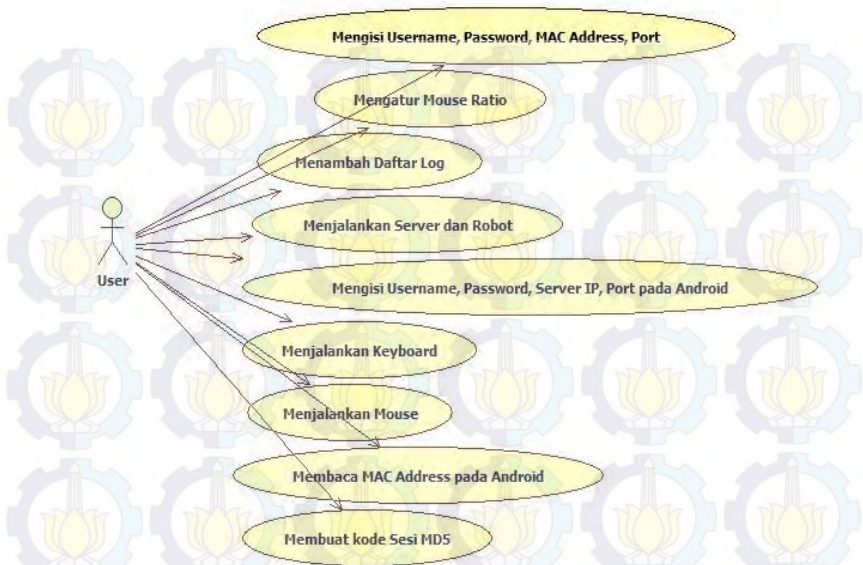 Mengisi Username, Password, MAC Address, Port
Mengatur Mouse Ratio
Menambah Daftar Log
Menjalankan Server dan Robot
User
Mengisi Username, Password, Server IP, Port pada Android
Menjalankan Keyboard
Menjalankan Mouse
Membaca MAC Address pada Android
Membuat kode Sesi MD5